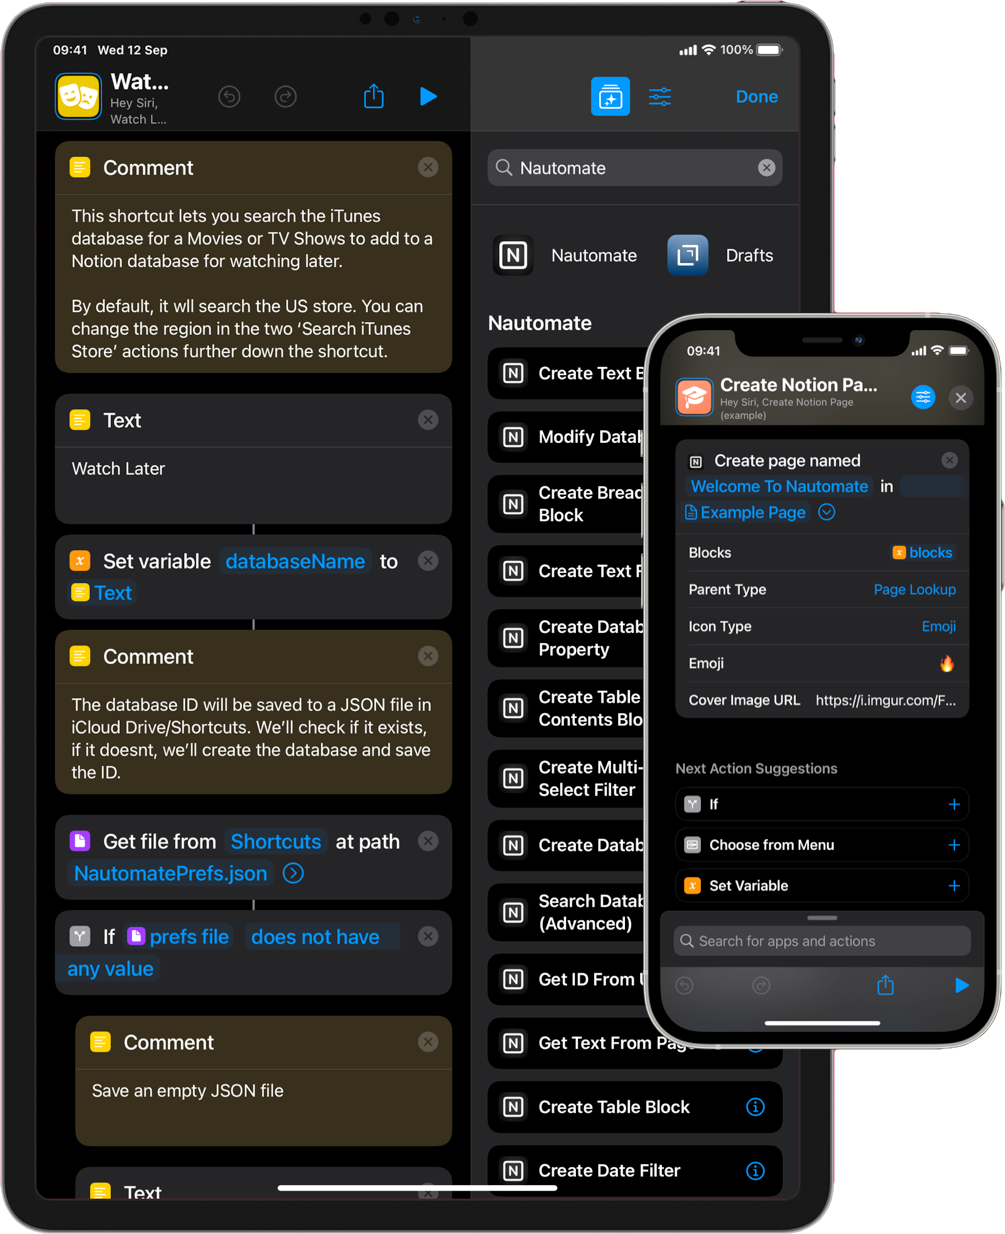 09:41 Wed 12 Sep
100%
Wat...
Hey Siri,
Watch L...
Done
Comment
This shortcut lets you search the iTunes
database for a Movies or TV Shows to add to a
Notion database for watching later.
By default, it wll search the US store. You can
change the region in the two ‘Search iTunes
Store’ actions further down the shortcut.
Text
Watch Later
Set variable databaseName to
Text
Comment
The database ID will be saved to a JSON file in
iCloud Drive/Shortcuts. We’ll check if it exists,
if it doesnt, we’ll create the database and save
the ID.
Get file from Shortcuts at path
NautomatePrefs.json
If prefs file does not have
any value
Comment
Save an empty JSON file
Text
Nautomate
Nautomate
Drafts
Nautomate
Create Text B
Modify Datab
Create Bread
Block
Create Text F
Create Datab
Property
Create Table
Contents Blo
Create Multi-
Select Filter
Create Datab
Search Datab
(Advanced)
Get ID From U
Get Text From Page
Create Table Block
Create Date Filter
09:41
Create Notion Pa...
Hey Siri, Create Notion Page
(example)
Create page named
Welcome To Nautomate in
Example Page
Blocks
blocks
Parent Type
Page Lookup
Icon Type
Emoji
Emoji
🔥
Cover Image URL
https://i.imgur.com/F...
Next Action Suggestions
If
Choose from Menu
Set Variable
Search for apps and actions